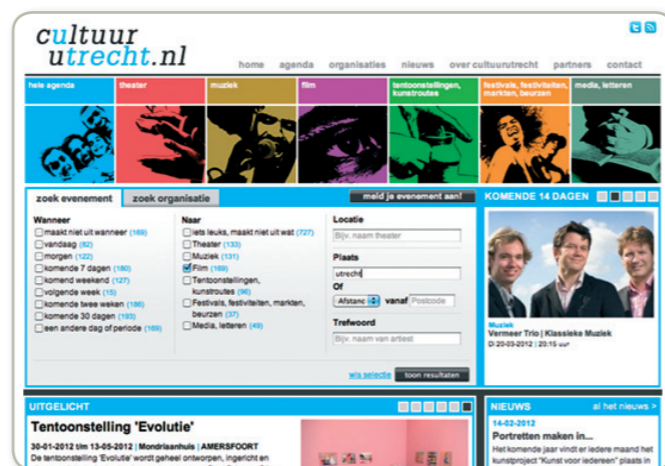 cultuur
utrecht.nl
home agenda organisaties nieuws over cultuurutrecht partners contact
hele agenda
theater
muziek
film
tentoonstellingen,
kunstroutes
festivals, festiviteiten,
markten, beurzen
media, letteren
zoek evenement
zoek organisatie
meld je evenement aan!
Wanneer
maakt niet uit wanneer (169)
vandaag (82)
morgen (122)
komende 7 dagen (180)
komend weekend (127)
volgende week (15)
komende twee weken (186)
komende 30 dagen (193)
een andere dag of periode (169)
Naar
iets leuks, maakt niet uit wat (727)
Theater (133)
Muziek (131)
Film (169)
Tentoonstellingen,
kunstroutes (96)
Festivals, festiviteiten, markten,
beurzen (37)
Media, letteren (49)
Locatie
Bijv. naam theater
Plaats
utrecht
Of
Afstanc vanaf Postcode
Trefwoord
Bijv. naam van artiest
wis selectie
toon resultaten
KOMENDE 14 DAGEN
Muziek
Vermeer Trio | Klassieke Muziek
Di 20-03-2012 | 20:15 uur
UITGELICHT
Tentoonstelling 'Evolutie'
30-01-2012 t/m 13-05-2012 | Mondriaanhuis | AMERSFOORT
De tentoonstelling 'Evolutie' wordt geheel ontworpen, ingericht en
NIEUWS
al het nieuws >
14-02-2012
Portretten maken in...
Het komende jaar vindt er iedere maand het
kunstproject "Kunst voor iedereen" plaats in